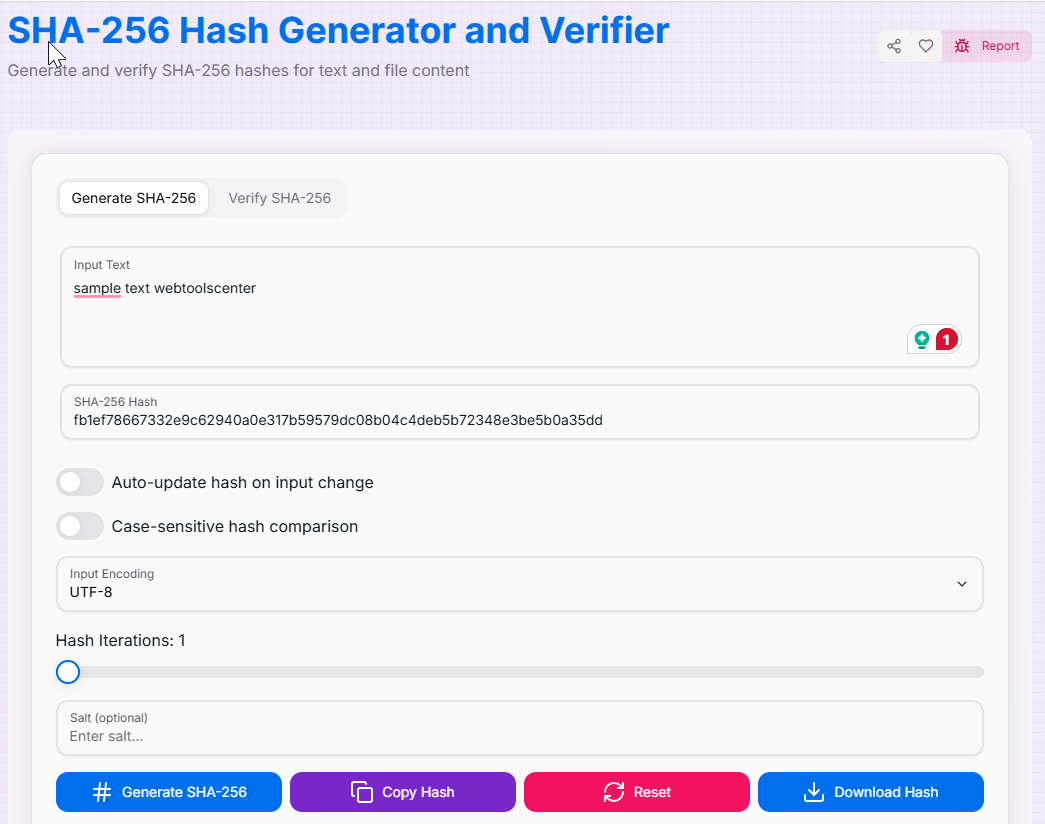 SHA-256 Hash Generator and Verifier
Generate and verify SHA-256 hashes for text and file content
Report
Generate SHA-256
Verify SHA-256
Input Text
sample text webtoolscenter
1
SHA-256 Hash
fb1ef78667332e9c62940a0e317b59579dc08b04c4deb5b72348e3be5b0a35dd
Auto-update hash on input change
Case-sensitive hash comparison
Input Encoding
UTF-8
Hash Iterations: 1
Salt (optional)
Enter salt...
Generate SHA-256
Copy Hash
Reset
Download Hash